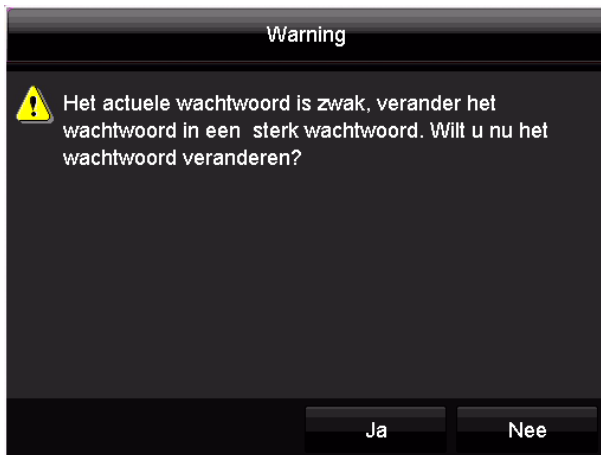 Warning
Het actuele wachtwoord is zwak, verander het
wachtwoord in een  sterk wachtwoord. Wilt u nu het
wachtwoord veranderen?
Ja
Nee